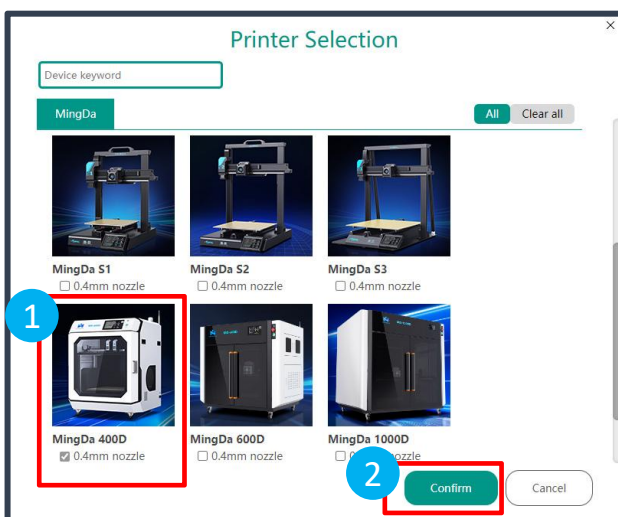 Printer Selection
Device keyword
MingDa
All
Clear all
MingDa S1
MingDa S2
MingDa S3
0.4mm nozzle
0.4mm nozzle
0.4mm nozzle
1
MingDa 400D
MingDa 600D
MingDa 1000D
0.4mm nozzle
0.4mm nozzle
nozzle
2
Confirm
Cancel